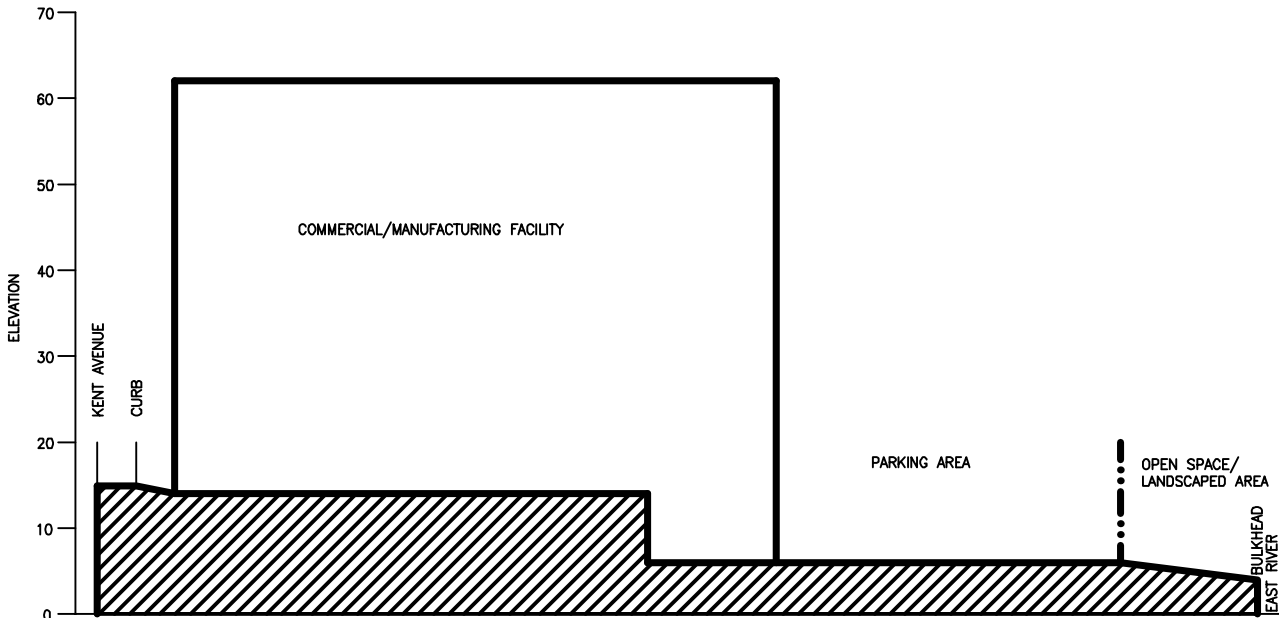 70
60
50
40
30
20
10
0
ELEVATION
KENT AVENUE
CURB
COMMERCIAL/MANUFACTURING FACILITY
PARKING AREA
OPEN SPACE/
LANDSCAPED AREA
BULKHEAD
EAST RIVER